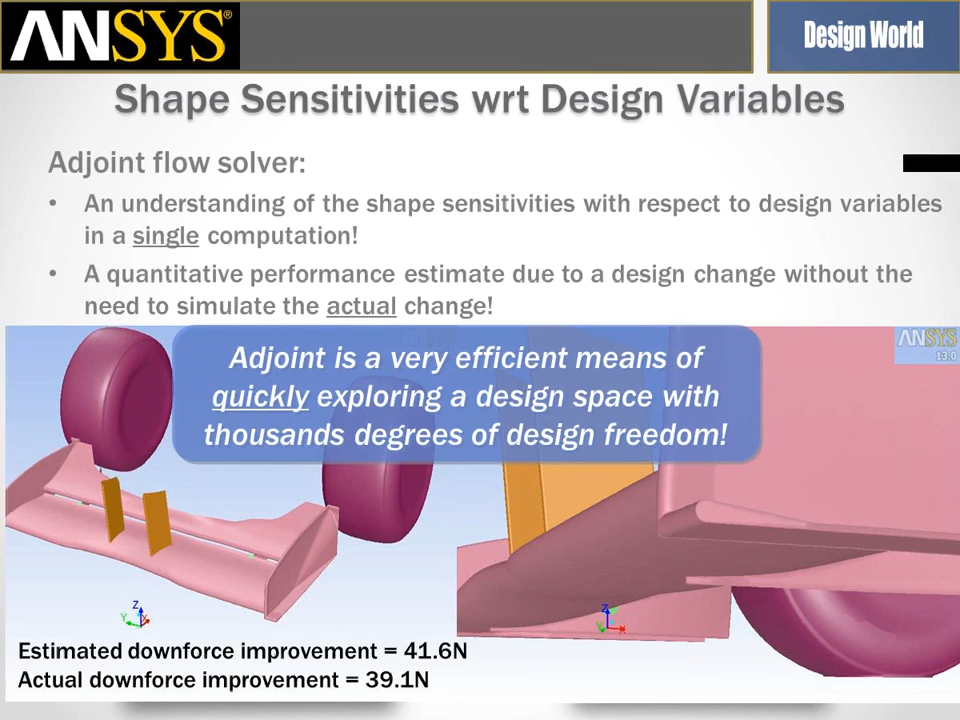 ANSYS®
Design World
Shape Sensitivities wrt Design Variables
Adjoint flow solver:
• An understanding of the shape sensitivities with respect to design variables
in a single computation!
• A quantitative performance estimate due to a design change without the
need to simulate the actual change!
Adjoint is a very efficient means of
quickly exploring a design space with
thousands degrees of design freedom!
ANSYS
13.0
Z
Y
X
Z
Y
X
Estimated downforce improvement = 41.6N
Actual downforce improvement = 39.1N